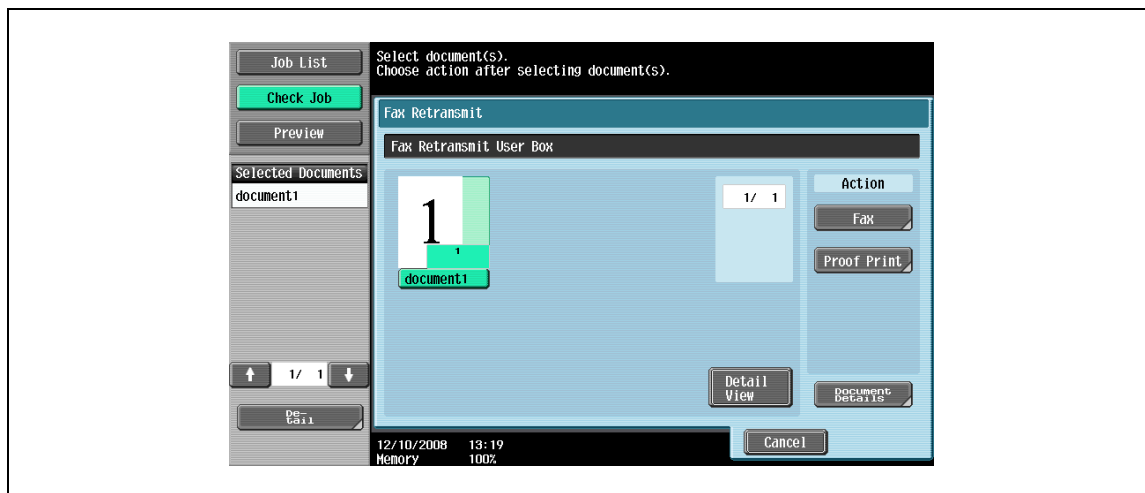 Job List
Check Job
Preview
Selected Documents
document1
1/ 1
De-
tail
Select document(s).
Choose action after selecting document(s).
Fax Retransmit
Fax Retransmit User Box
1
1
document1
1/ 1
Detail
View
Action
Fax
Proof Print
Document
Details
Cancel
12/10/2008 13:19
Memory 100%